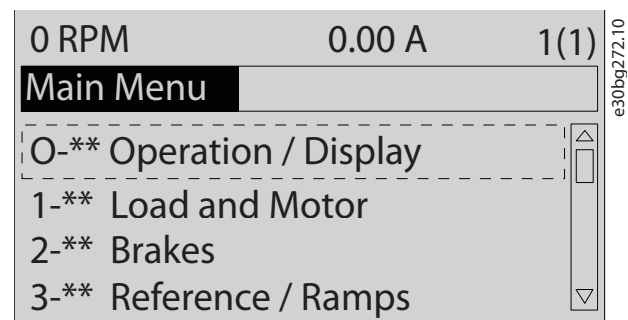 0 RPM 0.00 A 1(1)
Main Menu
O-** Operation / Display
1-** Load and Motor
2-** Brakes
3-** Reference / Ramps
e30bg272.10